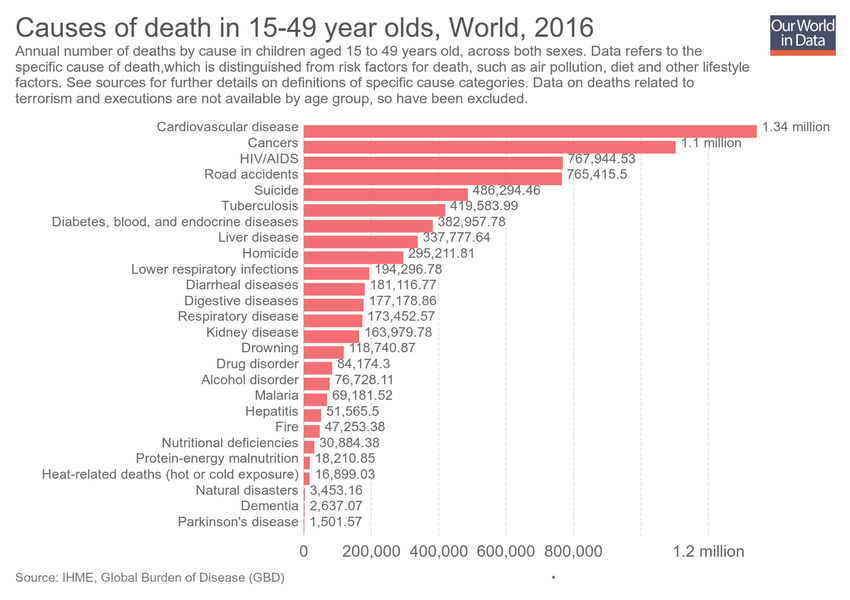 Causes of death in 15-49 year olds, World, 2016
Our World
in Data
Annual number of deaths by cause in children aged 15 to 49 years old, across both sexes. Data refers to the
specific cause of death,which is distinguished from risk factors for death, such as air pollution, diet and other lifestyle
factors. See sources for further details on definitions of specific cause categories. Data on deaths related to
terrorism and executions are not available by age group, so have been excluded.
Cardiovascular disease 1.34 million
Cancers 1.1 million
HIV/AIDS 767,944.53
Road accidents 765,415.5
Suicide 486,294.46
Tuberculosis 419,583.99
Diabetes, blood, and endocrine diseases 382,957.78
Liver disease 337,777.64
Homicide 295,211.81
Lower respiratory infections 194,296.78
Diarrheal diseases 181,116.77
Digestive diseases 177,178.86
Respiratory disease 173,452.57
Kidney disease 163,979.78
Drowning 118,740.87
Drug disorder 84,174.3
Alcohol disorder 76,728.11
Malaria 69,181.52
Hepatitis 51,565.5
Fire 47,253.38
Nutritional deficiencies 30,884.38
Protein-energy malnutrition 18,210.85
Heat-related deaths (hot or cold exposure) 16,899.03
Natural disasters 3,453.16
Dementia 2,637.07
Parkinson's disease 1,501.57
0 200,000 400,000 600,000 800,000 1.2 million
Source: IHME, Global Burden of Disease (GBD) •